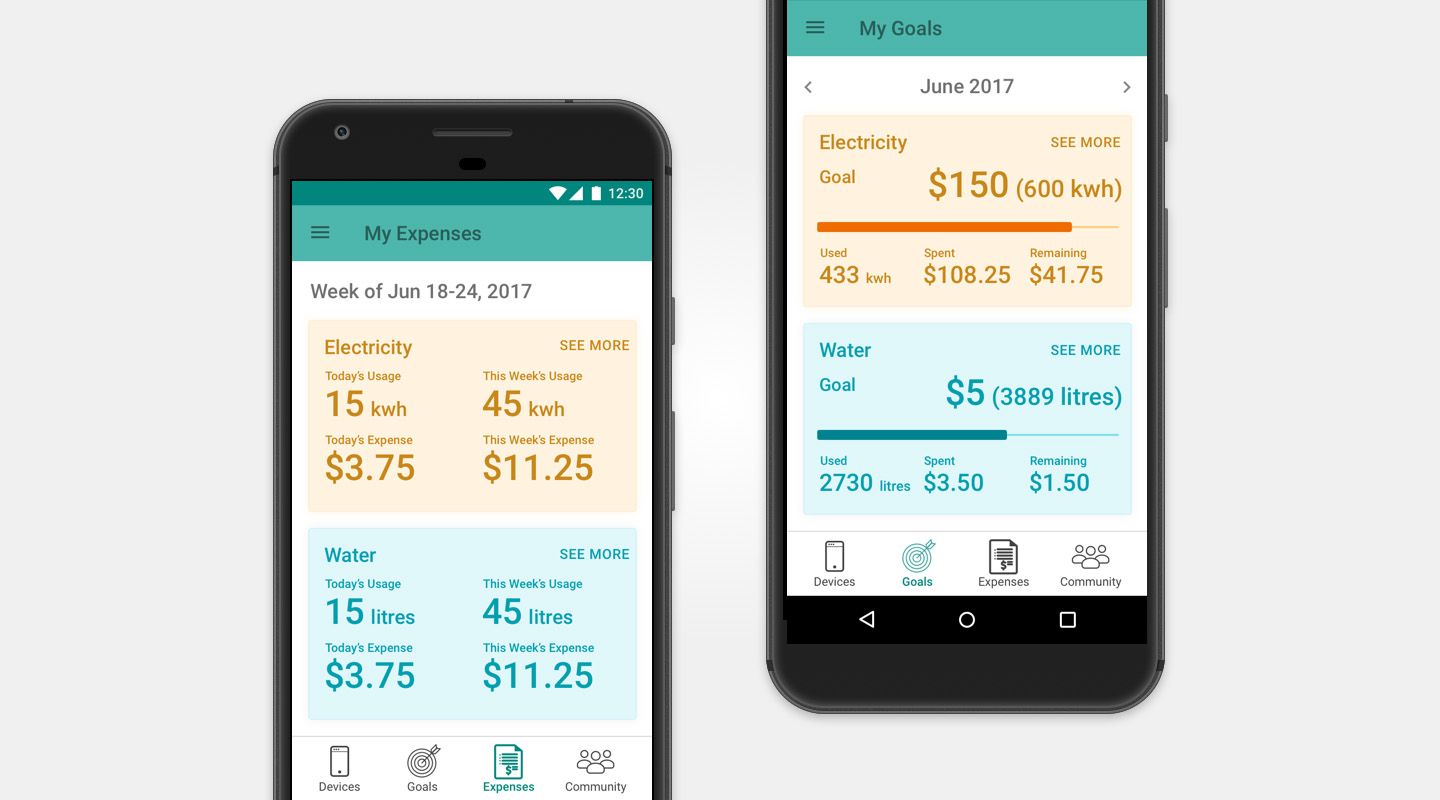 12:30
My Expenses
Week of Jun 18-24, 2017
Electricity SEE MORE
Today's Usage This Week's Usage
15 kwh 45 kwh
Today's Expense This Week's Expense
$3.75 $11.25
Water SEE MORE
Today's Usage This Week's Usage
15 litres 45 litres
Today's Expense This Week's Expense
$3.75 $11.25
Devices Goals Expenses Community
My Goals
June 2017
Electricity SEE MORE
Goal $150 (600 kwh)
Used Spent Remaining
433 kwh $108.25 $41.75
Water SEE MORE
Goal $5 (3889 litres)
Used Spent Remaining
2730 litres $3.50 $1.50
Devices Goals Expenses Community